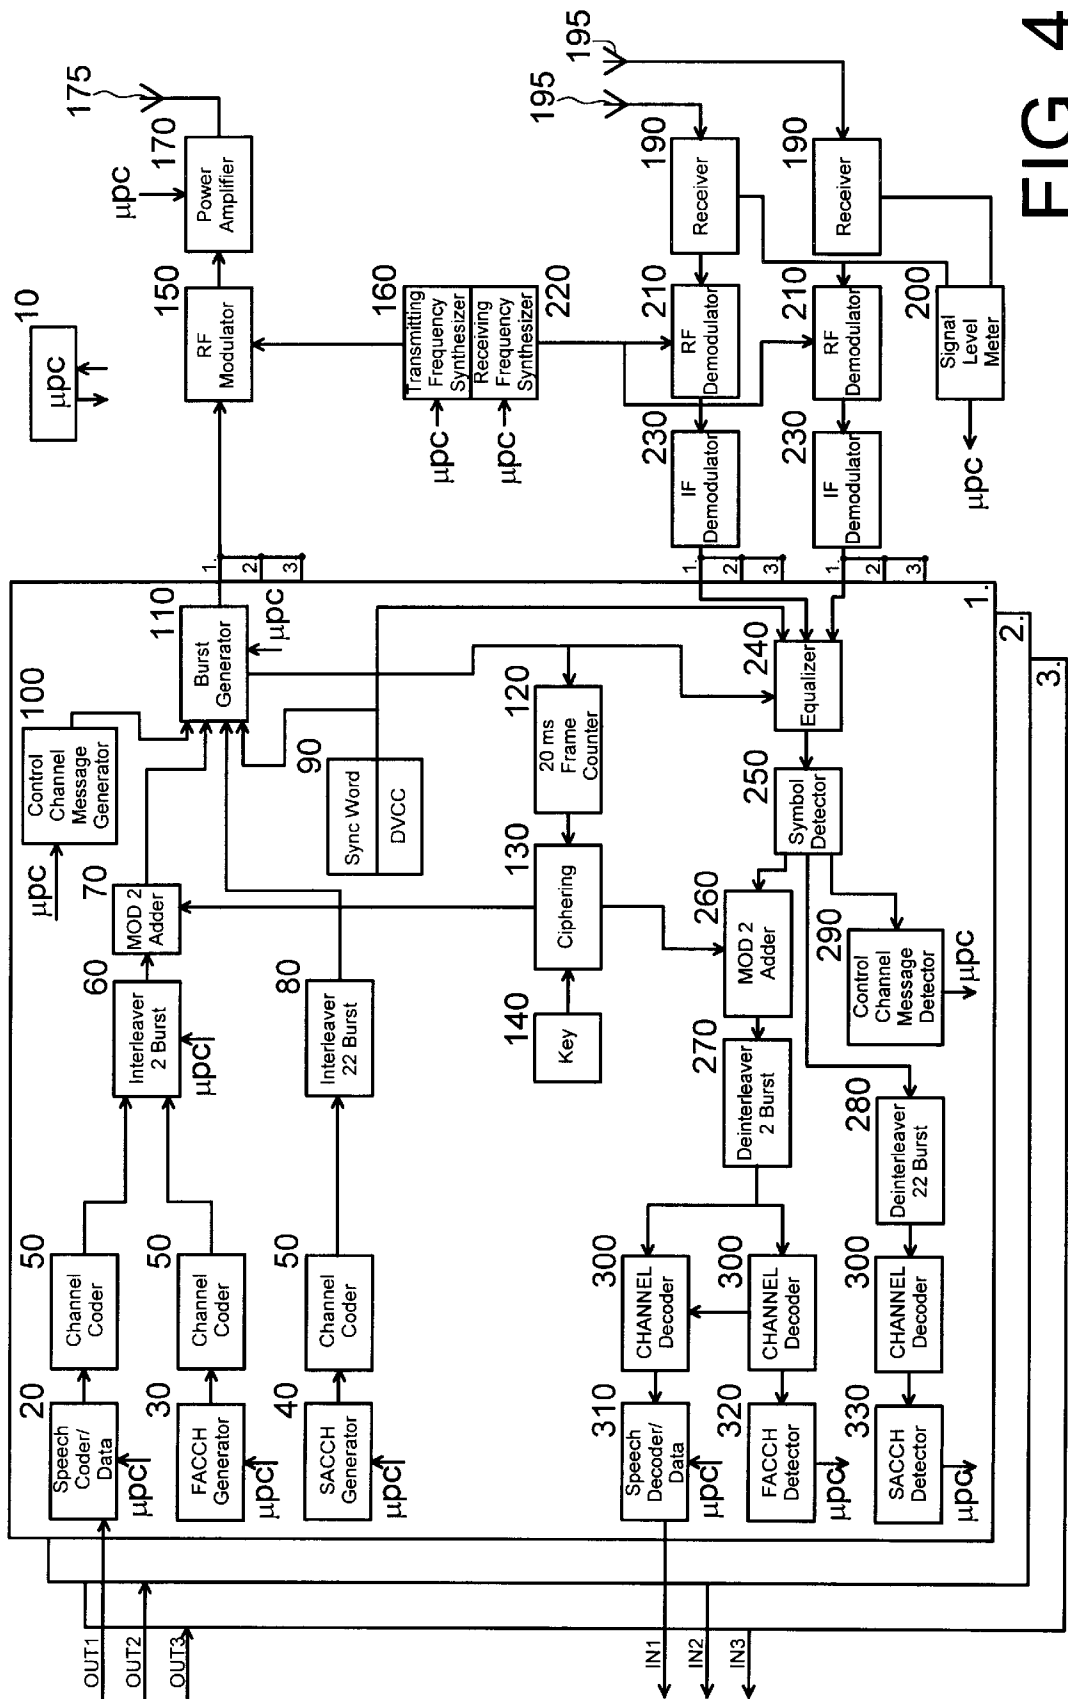 FIG 4
10
µpc
OUT1
OUT2
OUT3
20
Speech
Coder/
Data
µpc
50
Channel
Coder
30
FACCH
Generator
µpc
50
Channel
Coder
40
SACCH
Generator
µpc
50
Channel
Coder
60
Interleaver
2 Burst
µpc
80
Interleaver
22 Burst
70
MOD 2
Adder
100
Control
Channel
Message
Generator
µpc
90
Sync Word
DVCC
110
Burst
Generator
µpc
1.
2.
3.
150
RF
Modulator
170
Power
Amplifier
µpc
175
160
Transmitting
Frequency
Synthesizer
µpc
220
Receiving
Frequency
Synthesizer
µpc
120
20 ms
Frame
Counter
130
Ciphering
140
Key
195
195
190
Receiver
190
Receiver
210
RF
Demodulator
210
RF
Demodulator
200
Signal
Level
Meter
µpc
230
IF
Demodulator
230
IF
Demodulator
1.
2.
3.
1.
2.
3.
240
Equalizer
250
Symbol
Detector
260
MOD 2
Adder
270
Deinterleaver
2 Burst
290
Control
Channel
Message
Detector
µpc
280
Deinterleaver
22 Burst
300
CHANNEL
Decoder
300
CHANNEL
Decoder
300
CHANNEL
Decoder
310
Speech
Decoder/
Data
µpc
320
FACCH
Detector
µpc
330
SACCH
Detector
µpc
IN1
IN2
IN3
1.
2.
3.